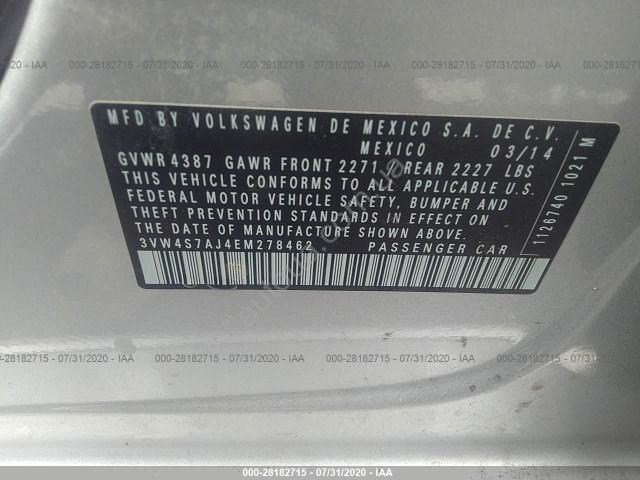 000-28182715 - 07/31/2020 - IAA
MFD BY VOLKSWAGEN DE MEXICO S.A. DE C.V.
MEXICO 03/14
GVWR 4387 GAWR FRONT 2271 REAR 2227 LBS
THIS VEHICLE CONFORMS TO ALL APPLICABLE U.S.
FEDERAL MOTOR VEHICLE SAFETY, BUMPER AND
THEFT PREVENTION STANDARDS IN EFFECT ON
THE DATE OF MANUFACTURE SHOWN ABOVE.
3VW4S7AJ4EM278462 PASSENGER CAR
1126740 1021 M
000-28182715 - 07/31/2020 - IAA
000-28182715 - 07/31/2020 - IAA